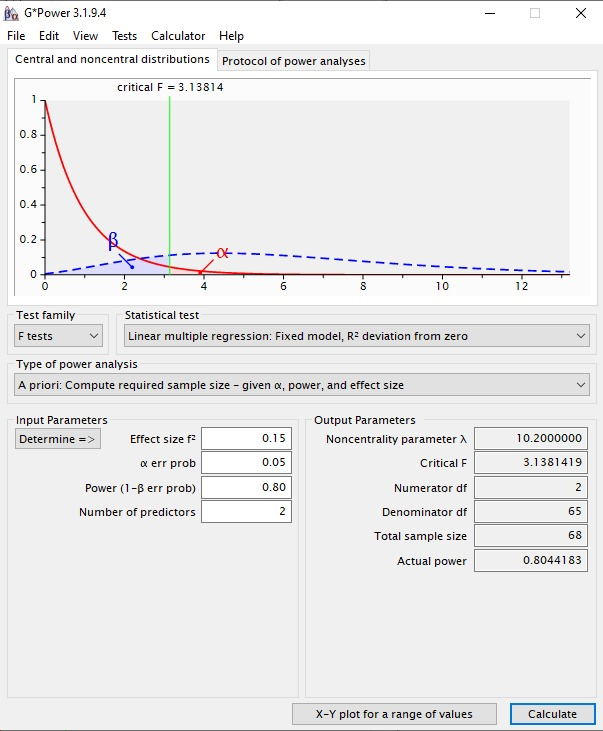 G*Power 3.1.9.4
File Edit View Tests Calculator Help
Central and noncentral distributions Protocol of power analyses
critical F = 3.13814
1
0.8
0.6
0.4
0.2
0
β
α
0 2 4 6 8 10 12
Test family Statistical test
F tests Linear multiple regression: Fixed model, R² deviation from zero
Type of power analysis
A priori: Compute required sample size – given α, power, and effect size
Input Parameters Output Parameters
Determine => Effect size f² 0.15 Noncentrality parameter λ 10.2000000
α err prob 0.05 Critical F 3.1381419
Power (1-β err prob) 0.80 Numerator df 2
Number of predictors 2 Denominator df 65
Total sample size 68
Actual power 0.8044183
X-Y plot for a range of values Calculate